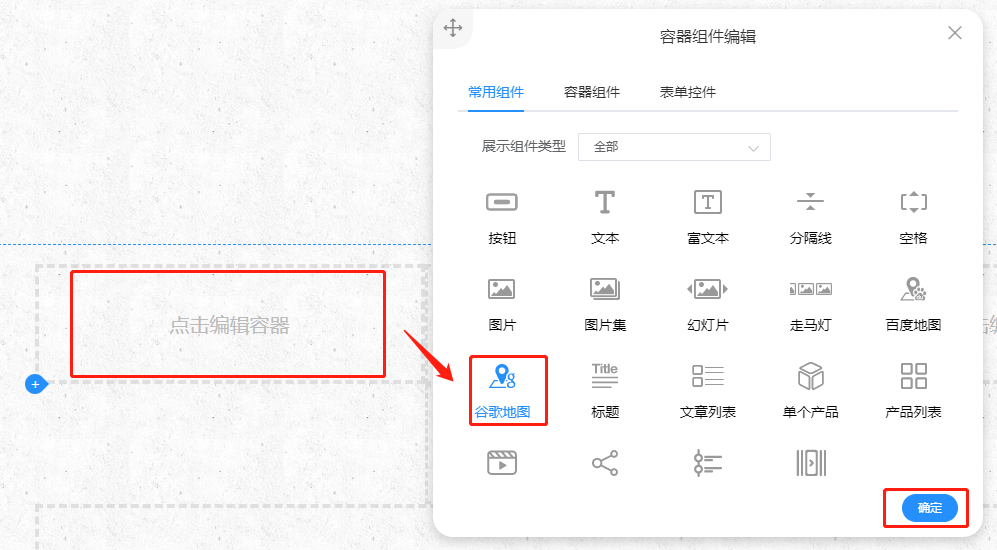 容器组件编辑
常用组件 容器组件 表单控件
展示组件类型 全部
T T
按钮 文本 富文本 分隔线 空格
图片 图片集 幻灯片 走马灯 百度地图
点击编辑容器
Title
谷歌地图 标题 文章列表 单个产品 产品列表
确定